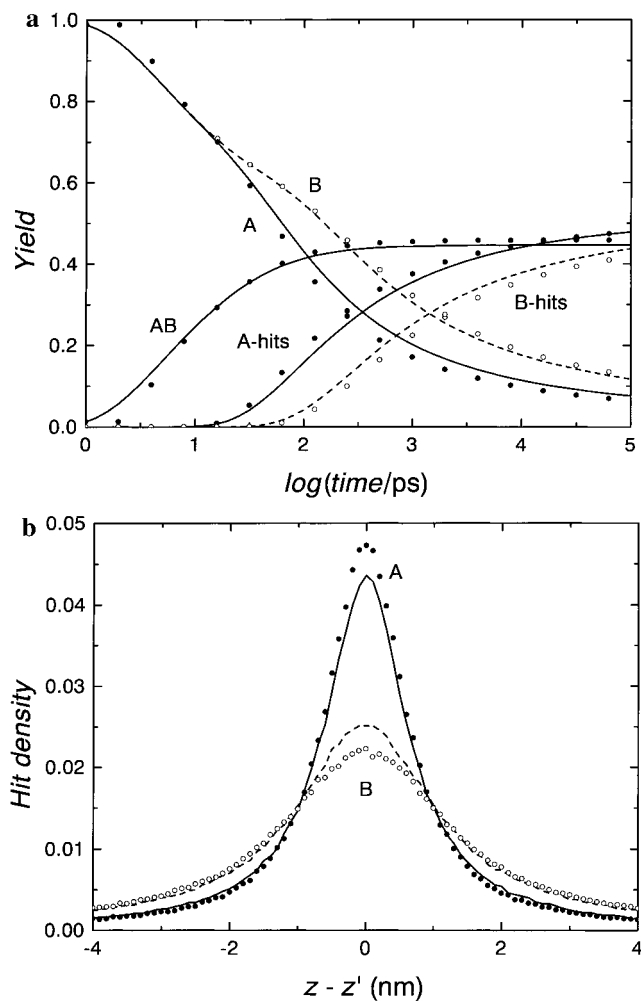 a
1.0
0.8
0.6
0.4
0.2
0.0
Yield
B
A
AB
A-hits
B-hits
0 1 2 3 4 5
log(time/ps)
b
0.05
0.04
0.03
0.02
0.01
0.00
Hit density
A
B
-4 -2 0 2 4
z - z' (nm)